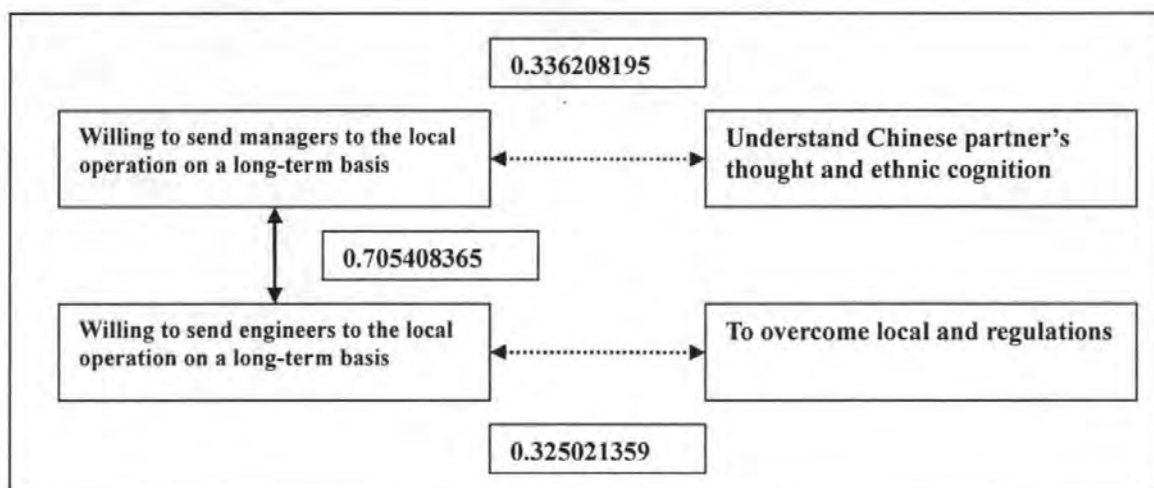 0.336208195
Willing to send managers to the local
operation on a long-term basis
Understand Chinese partner's
thought and ethnic cognition
0.705408365
Willing to send engineers to the local
operation on a long-term basis
To overcome local and regulations
0.325021359